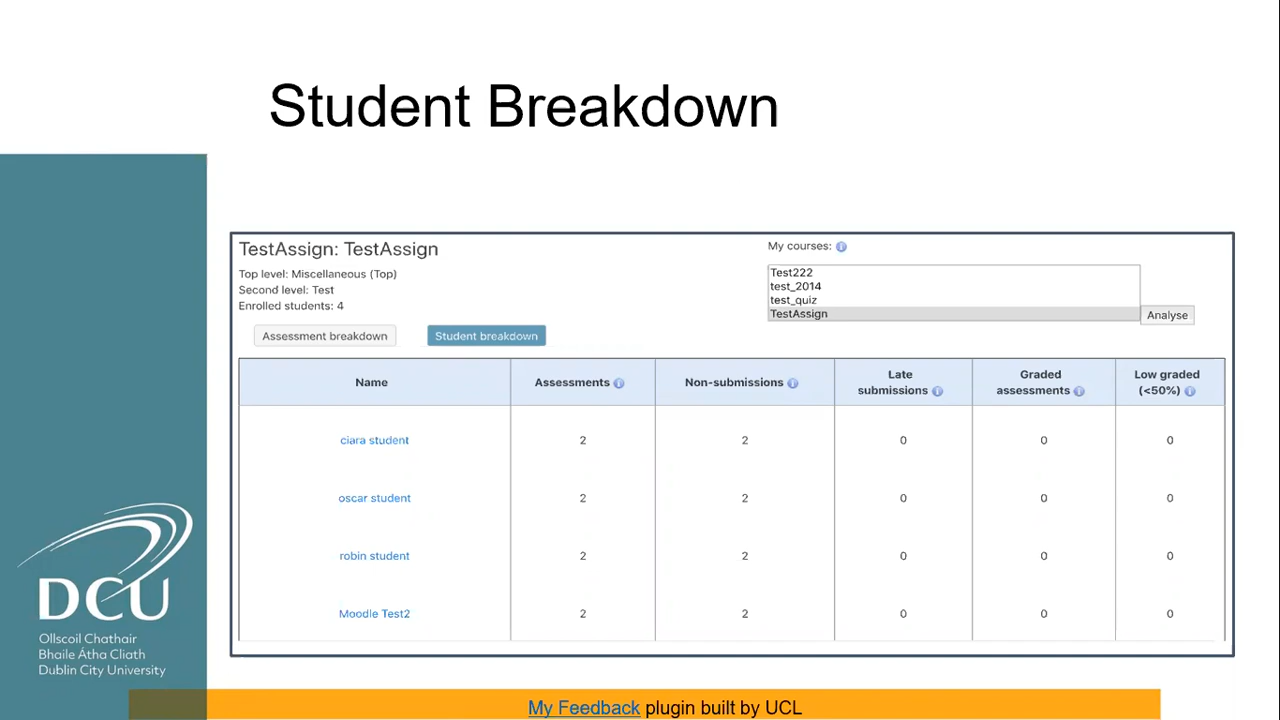 Student Breakdown
TestAssign: TestAssign
Top level: Miscellaneous (Top)
Second level: Test
Enrolled students: 4
My courses:
Test222
test_2014
test_quiz
TestAssign
Analyse
Assessment breakdown Student breakdown
Name Assessments Non-submissions Late submissions Graded assessments Low graded (<50%)
ciara student 2 2 0 0 0
oscar student 2 2 0 0 0
robin student 2 2 0 0 0
Moodle Test2 2 2 0 0 0
DCU
Ollscoil Chathair
Bhaile Átha Cliath
Dublin City University
My Feedback plugin built by UCL